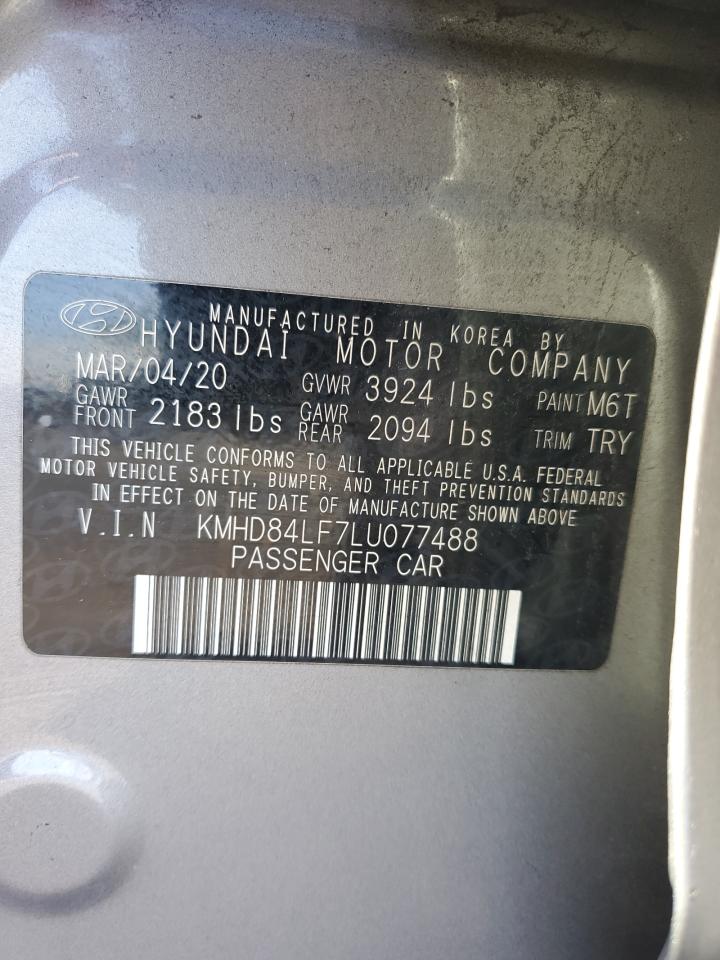 MANUFACTURED IN KOREA BY
HYUNDAI MOTOR COMPANY
MAR/04/20 GVWR 3924 lbs PAINT M6T
GAWR FRONT 2183 lbs GAWR REAR 2094 lbs TRIM TRY
THIS VEHICLE CONFORMS TO ALL APPLICABLE U.S.A. FEDERAL
MOTOR VEHICLE SAFETY, BUMPER, AND THEFT PREVENTION STANDARDS
IN EFFECT ON THE DATE OF MANUFACTURE SHOWN ABOVE
V.I.N KMHD84LF7LU077488
PASSENGER CAR